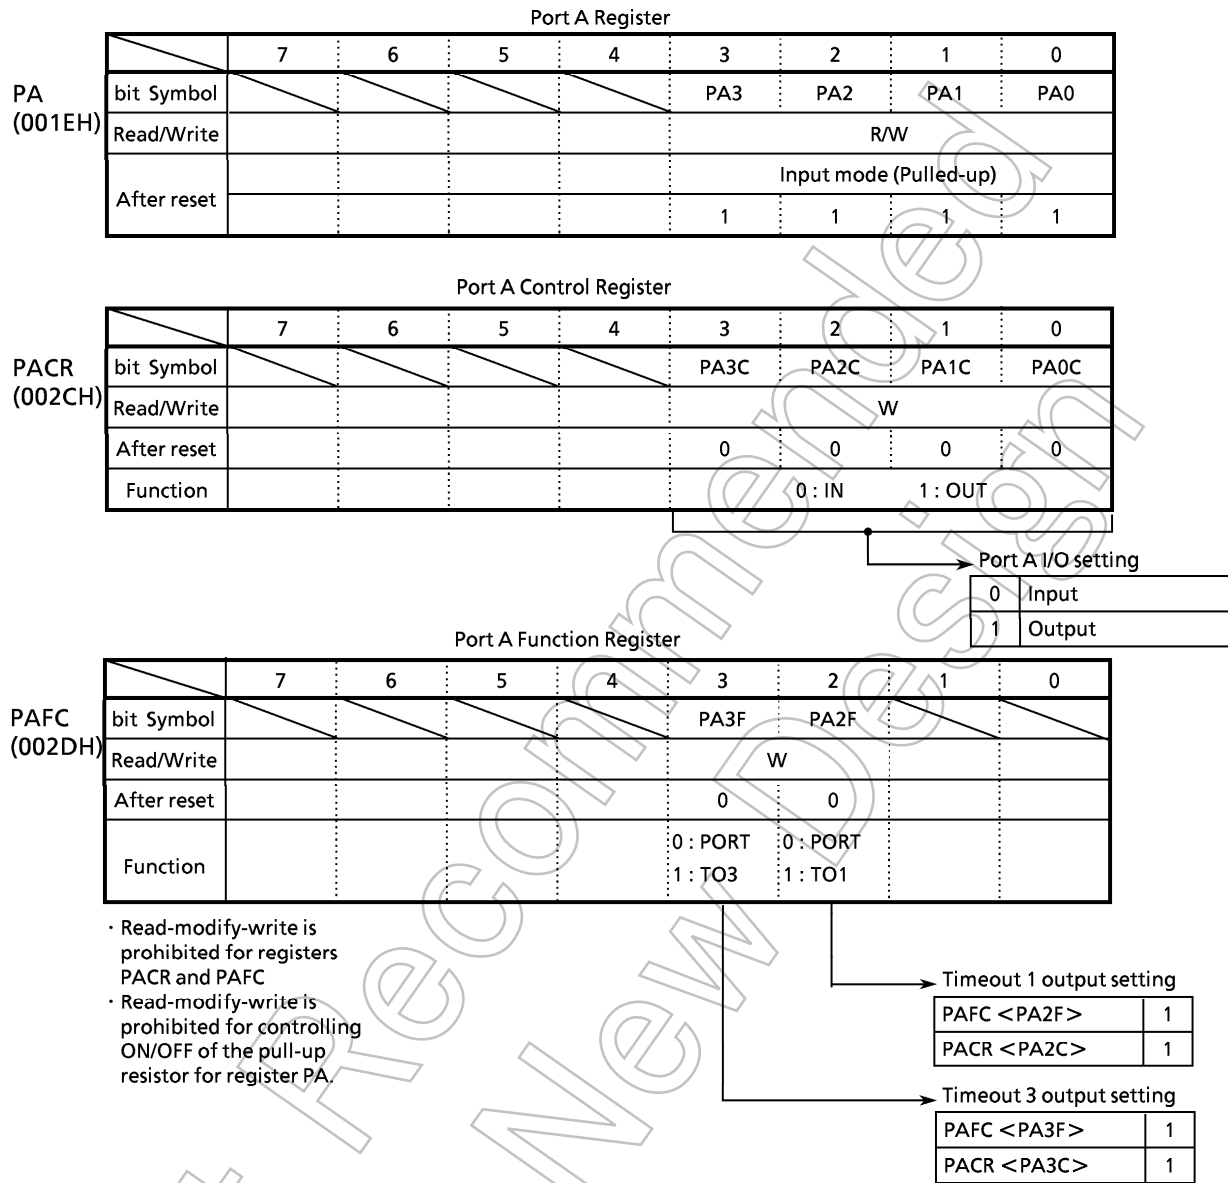 Port A Register
7 6 5 4 3 2 1 0
PA
(001EH)
bit Symbol PA3 PA2 PA1 PA0
Read/Write R/W
After reset
Input mode (Pulled-up)
1 1 1 1
Port A Control Register
7 6 5 4 3 2 1 0
PACR
(002CH)
bit Symbol PA3C PA2C PA1C PA0C
Read/Write W
After reset 0 0 0 0
Function 0 : IN 1 : OUT
Port A I/O setting
0 Input
1 Output
Port A Function Register
7 6 5 4 3 2 1 0
PAFC
(002DH)
bit Symbol PA3F PA2F
Read/Write W
After reset 0 0
Function
0 : PORT 0 : PORT
1 : TO3 1 : TO1
· Read-modify-write is
prohibited for registers
PACR and PAFC
· Read-modify-write is
prohibited for controlling
ON/OFF of the pull-up
resistor for register PA.
Timeout 1 output setting
PAFC <PA2F> 1
PACR <PA2C> 1
Timeout 3 output setting
PAFC <PA3F> 1
PACR <PA3C> 1
Recommended
New Design